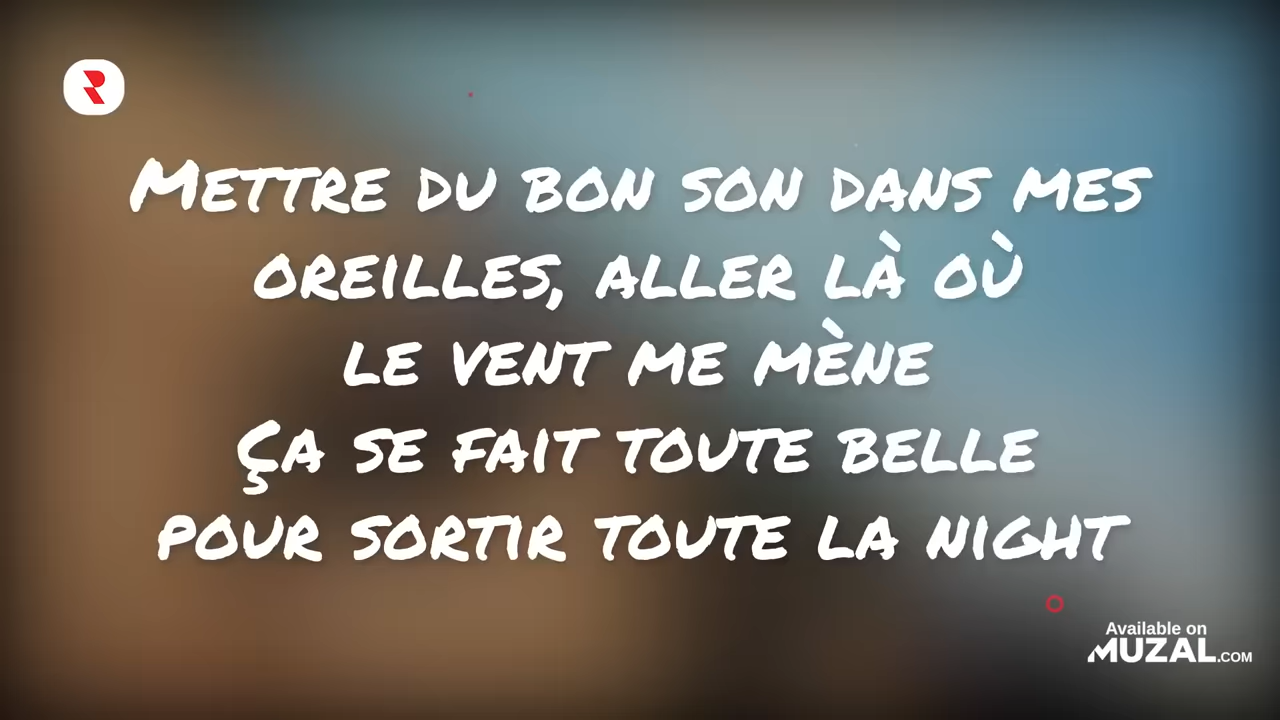 METTRE DU BON SON DANS MES
OREILLES, ALLER LÀ OÙ
LE VENT ME MÈNE
ÇA SE FAIT TOUTE BELLE
POUR SORTIR TOUTE LA NIGHT
Available on
MUZAL.COM